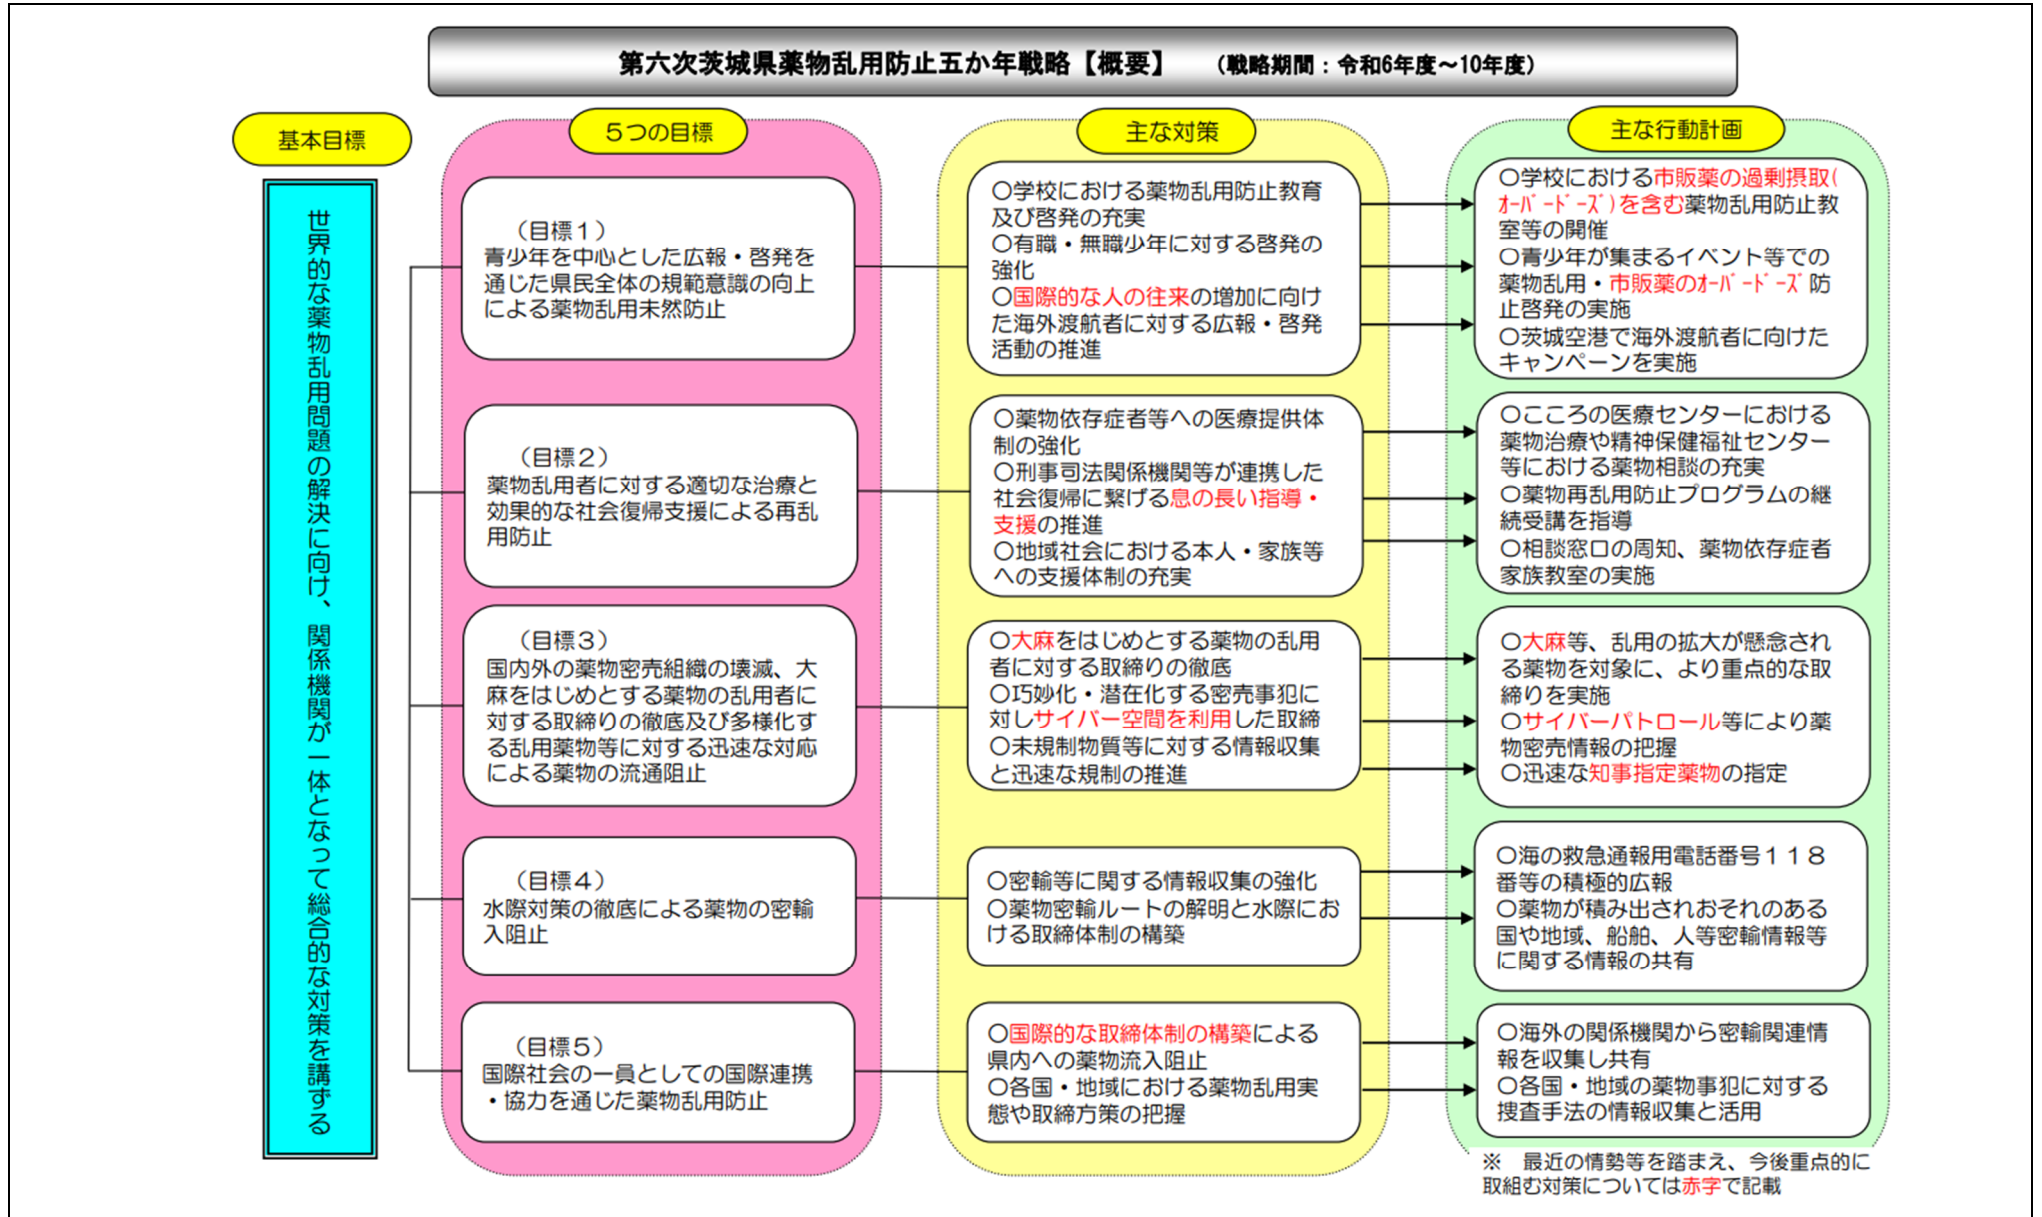 第六次茨城県薬物乱用防止五か年戦略【概要】 (戦略期間：令和6年度～10年度)
基本目標
世界的な薬物乱用問題の解決に向け、関係機関が一体となって総合的な対策を講ずる
５つの目標
（目標１）
青少年を中心とした広報・啓発を
通じた県民全体の規範意識の向上
による薬物乱用未然防止
（目標２）
薬物乱用者に対する適切な治療と
効果的な社会復帰支援による再乱
用防止
（目標３）
国内外の薬物密売組織の壊滅、大
麻をはじめとする薬物の乱用者に
対する取締りの徹底及び多様化す
る乱用薬物等に対する迅速な対応
による薬物の流通阻止
（目標４）
水際対策の徹底による薬物の密輸
入阻止
（目標５）
国際社会の一員としての国際連携
・協力を通じた薬物乱用防止
主な対策
○学校における薬物乱用防止教育
及び啓発の充実
○有職・無職少年に対する啓発の
強化
○国際的な人の往来の増加に向け
た海外渡航者に対する広報・啓発
活動の推進
○薬物依存症者等への医療提供体
制の強化
○刑事司法関係機関等が連携した
社会復帰に繋げる息の長い指導・
支援の推進
○地域社会における本人・家族等
への支援体制の充実
○大麻をはじめとする薬物の乱用
者に対する取締りの徹底
○巧妙化・潜在化する密売事犯に
対しサイバー空間を利用した取締
○未規制物質等に対する情報収集
と迅速な規制の推進
○密輸等に関する情報収集の強化
○薬物密輸ルートの解明と水際にお
ける取締体制の構築
○国際的な取締体制の構築による
県内への薬物流入阻止
○各国・地域における薬物乱用実
態や取締方策の把握
主な行動計画
○学校における市販薬の過剰摂取(
ｵｰﾊﾞｰﾄﾞｰｽﾞ)を含む薬物乱用防止教
室等の開催
○青少年が集まるイベント等での
薬物乱用・市販薬のｵｰﾊﾞｰﾄﾞｰｽﾞ防
止啓発の実施
○茨城空港で海外渡航者に向けた
キャンペーンを実施
○こころの医療センターにおける
薬物治療や精神保健福祉センター
等における薬物相談の充実
○薬物再乱用防止プログラムの継
続受講を指導
○相談窓口の周知、薬物依存症者
家族教室の実施
○大麻等、乱用の拡大が懸念され
る薬物を対象に、より重点的な取
締りを実施
○サイバーパトロール等により薬
物密売情報の把握
○迅速な知事指定薬物の指定
○海の救急通報用電話番号１１８
番等の積極的広報
○薬物が積み出されおそれのある
国や地域、船舶、人等密輸情報等
に関する情報の共有
○海外の関係機関から密輸関連情
報を収集し共有
○各国・地域の薬物事犯に対する
捜査手法の情報収集と活用
※ 最近の情勢等を踏まえ、今後重点的に
取組む対策については赤字で記載